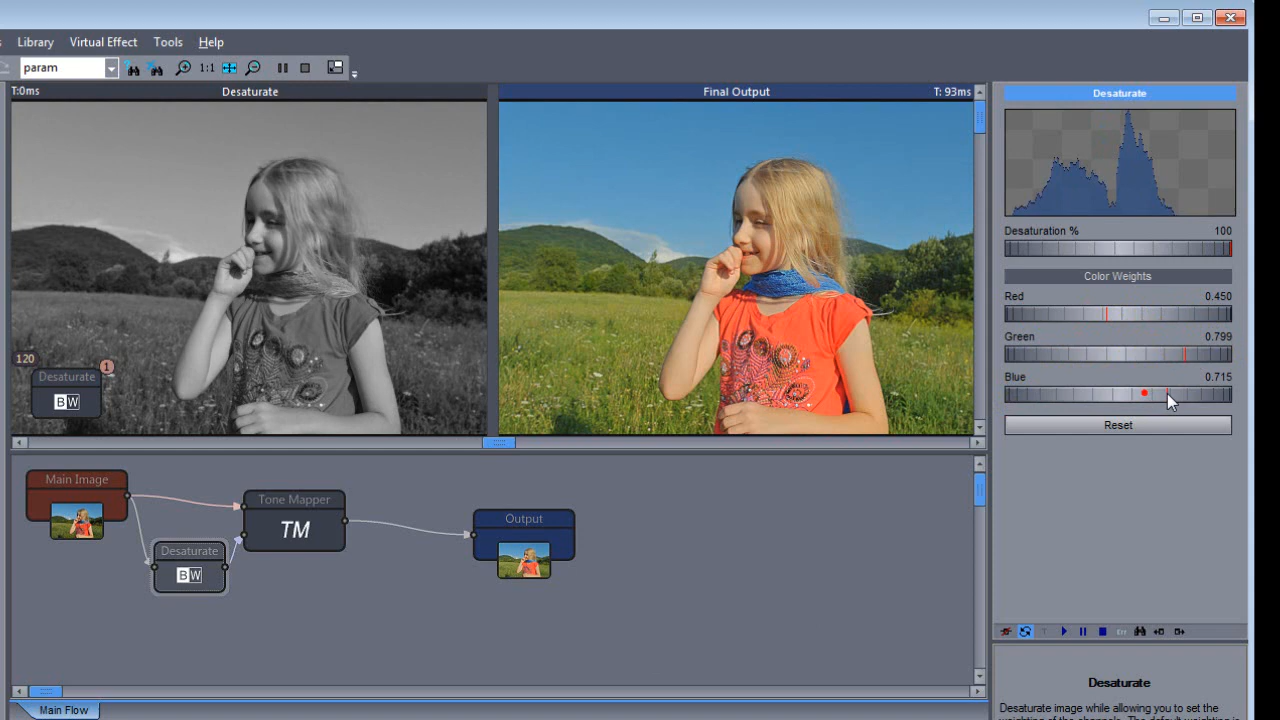 Library Virtual Effect Tools Help
param 1:1
T:0ms Desaturate Final Output T: 93ms
Desaturate
Desaturation % 100
Color Weights
Red 0.450
Green 0.799
Blue 0.715
Reset
120 1
Desaturate
BW
Main Image
Tone Mapper
TM
Output
Desaturate
BW
Main Flow
Desaturate
Desaturate image while allowing you to set the